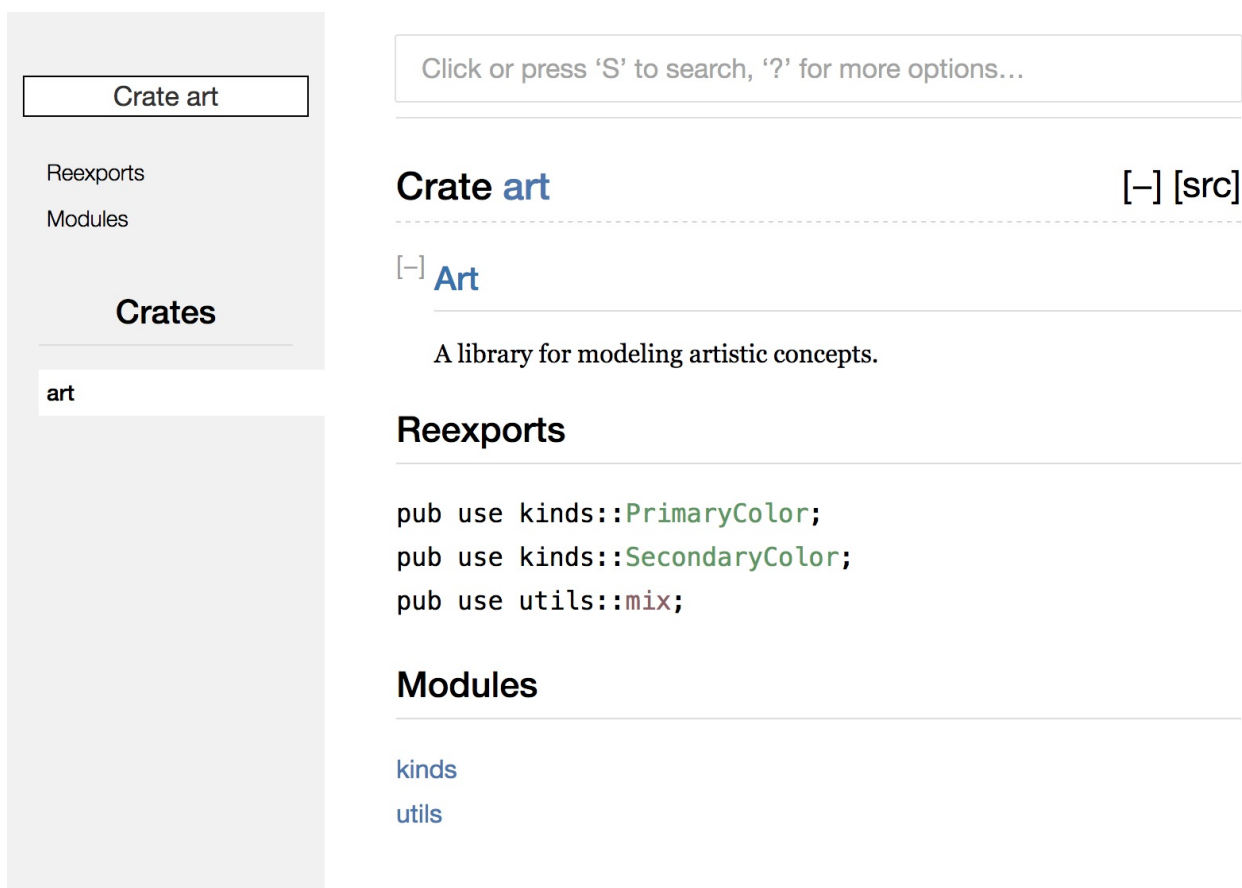 Crate art
Reexports
Modules
Crates
art
Click or press ‘S’ to search, ‘?’ for more options…
Crate art [−] [src]
[−] Art
A library for modeling artistic concepts.
Reexports
pub use kinds::PrimaryColor;
pub use kinds::SecondaryColor;
pub use utils::mix;
Modules
kinds
utils